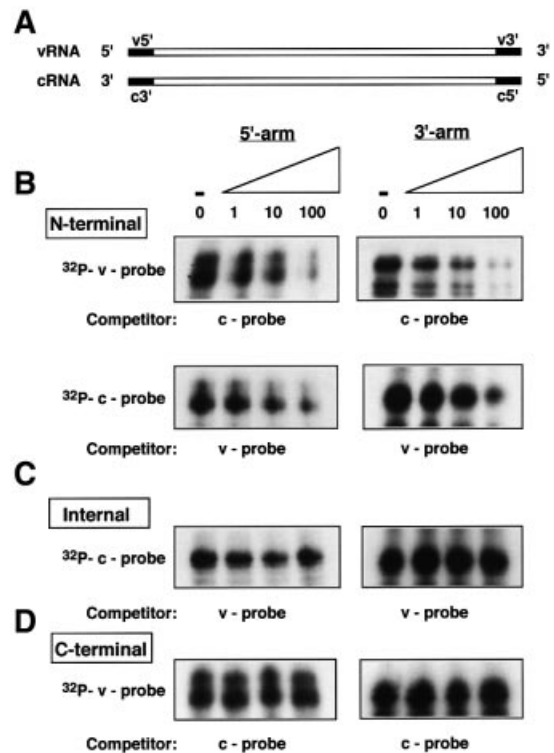 A
v5' v3'
vRNA 5' 3'
cRNA 3' 5'
c3' c5'
5'-arm 3'-arm
B
- -
0 1 10 100 0 1 10 100
N-terminal
32P- v - probe
Competitor: c - probe c - probe
32P- c - probe
Competitor: v - probe v - probe
C
Internal
32P- c - probe
Competitor: v - probe v - probe
D
C-terminal
32P- v - probe
Competitor: c - probe c - probe